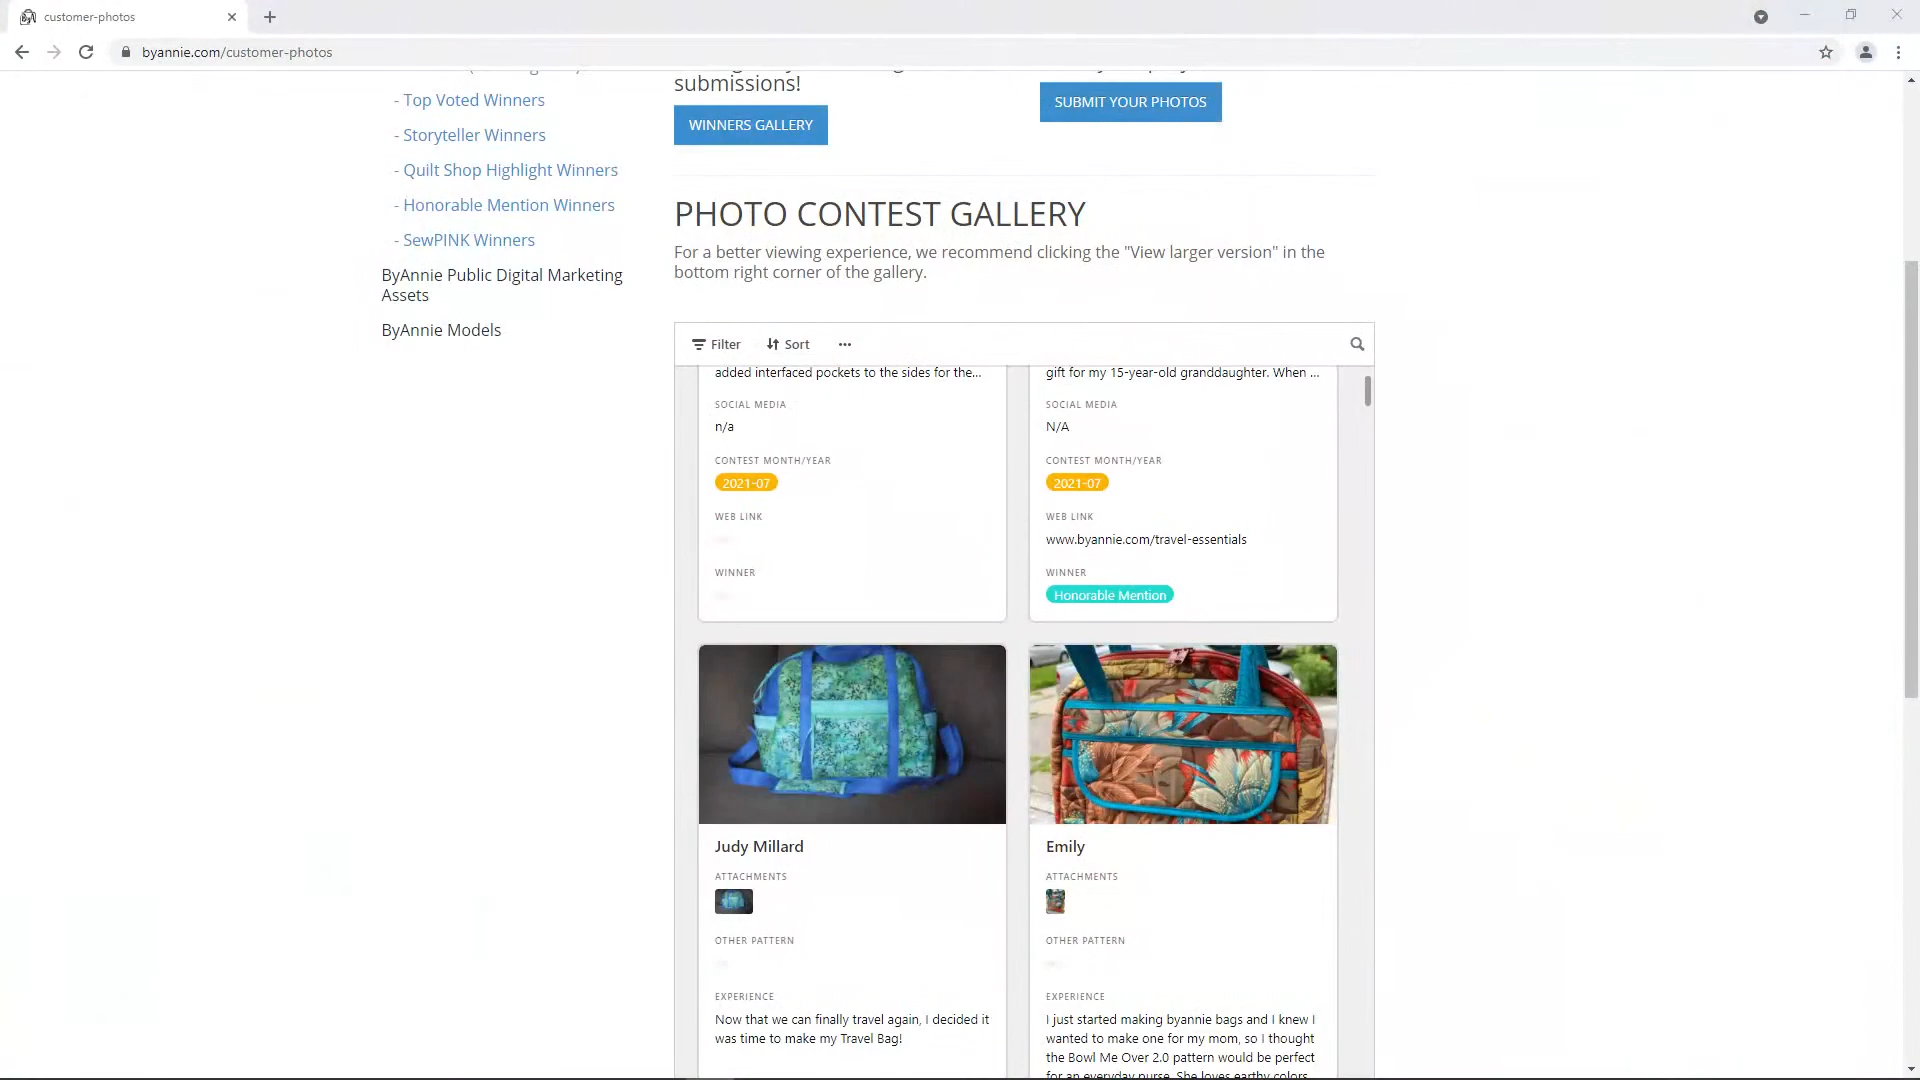 customer-photos
byannie.com/customer-photos
submissions!
WINNERS GALLERY
SUBMIT YOUR PHOTOS
- Top Voted Winners
- Storyteller Winners
- Quilt Shop Highlight Winners
- Honorable Mention Winners
- SewPINK Winners
ByAnnie Public Digital Marketing
Assets
ByAnnie Models
PHOTO CONTEST GALLERY
For a better viewing experience, we recommend clicking the "View larger version" in the
bottom right corner of the gallery.
Filter
Sort
added interfaced pockets to the sides for the...
SOCIAL MEDIA
n/a
CONTEST MONTH/YEAR
2021-07
WEB LINK
WINNER
gift for my 15-year-old granddaughter. When ...
SOCIAL MEDIA
N/A
CONTEST MONTH/YEAR
2021-07
WEB LINK
www.byannie.com/travel-essentials
WINNER
Honorable Mention
Judy Millard
ATTACHMENTS
OTHER PATTERN
EXPERIENCE
Now that we can finally travel again, I decided it
was time to make my Travel Bag!
Emily
ATTACHMENTS
OTHER PATTERN
EXPERIENCE
I just started making byannie bags and I knew I
wanted to make one for my mom, so I thought
the Bowl Me Over 2.0 pattern would be perfect
for an everyday purse. She loves earthy colors